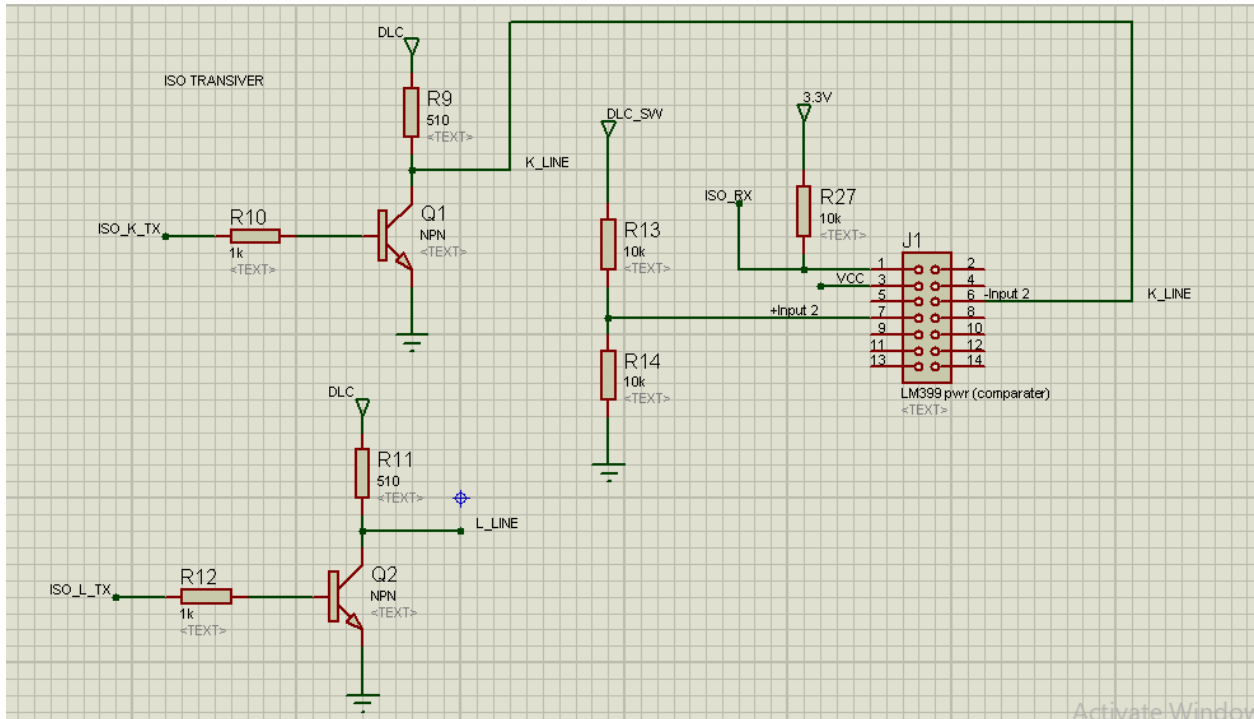 DLC
ISO TRANSIVER
R9
510
<TEXT>
K_LINE
ISO_K_TX
R10
1k
<TEXT>
Q1
NPN
<TEXT>
DLC_SW
3.3V
ISO_RX
R27
10k
<TEXT>
R13
10k
<TEXT>
J1
VCC
+Input 2
-Input 2
K_LINE
1 2
3 4
5 6
7 8
9 10
11 12
13 14
LM399 pwr (comparater)
<TEXT>
R14
10k
<TEXT>
DLC
R11
510
<TEXT>
L_LINE
ISO_L_TX
R12
1k
<TEXT>
Q2
NPN
<TEXT>
Activate Window